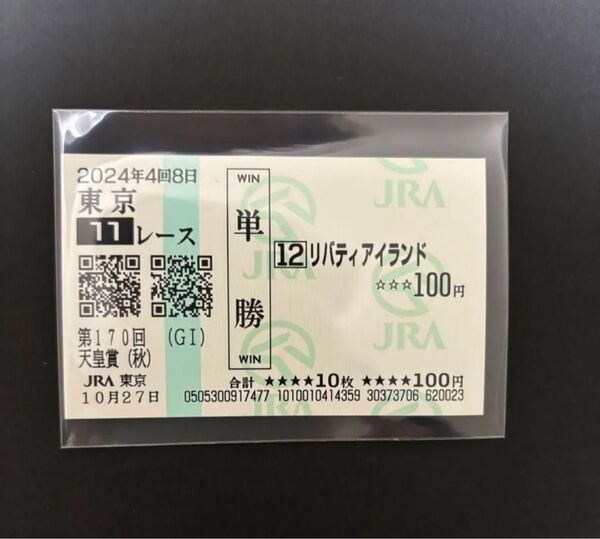 2024年4回8日
東京
11レース
第170回 (GI)
天皇賞(秋)
JRA 東京
10月27日
WIN
単勝
WIN
12 リバティアイランド
☆☆☆100円
合計 ★★★★10枚 ★★★★100円
0505300917477 1010010414359 30373706 620023
JRA
JRA
JRA